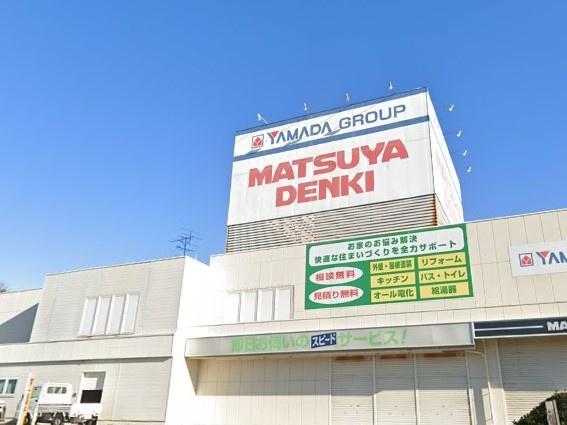 YAMADA GROUP
MATSUYA
DENKI
お家のお悩み解決
快適な住まいづくりを全力サポート
相談無料
見積り無料
外壁・屋根塗装 リフォーム
キッチン バス・トイレ
オール電化 給湯器
YAMA
即日お伺いのスピードサービス!
MA